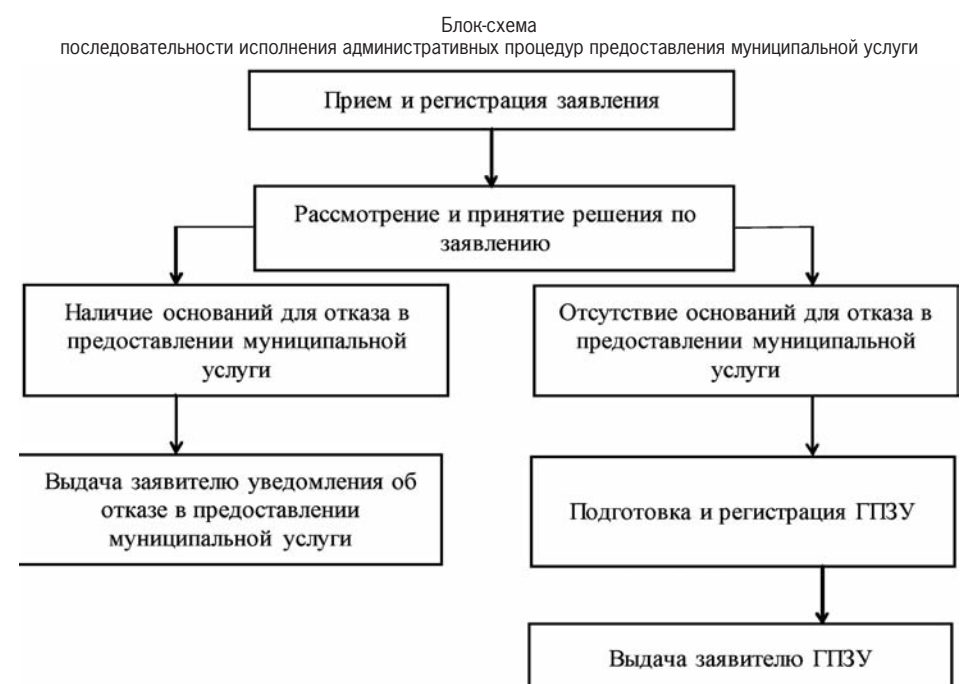 Блок-схема
последовательности исполнения административных процедур предоставления муниципальной услуги
Прием и регистрация заявления
Рассмотрение и принятие решения по
заявлению
Наличие оснований для отказа в
предоставлении муниципальной
услуги
Отсутствие оснований для отказа в
предоставлении муниципальной
услуги
Выдача заявителю уведомления об
отказе в предоставлении
муниципальной услуги
Подготовка и регистрация ГПЗУ
Выдача заявителю ГПЗУ